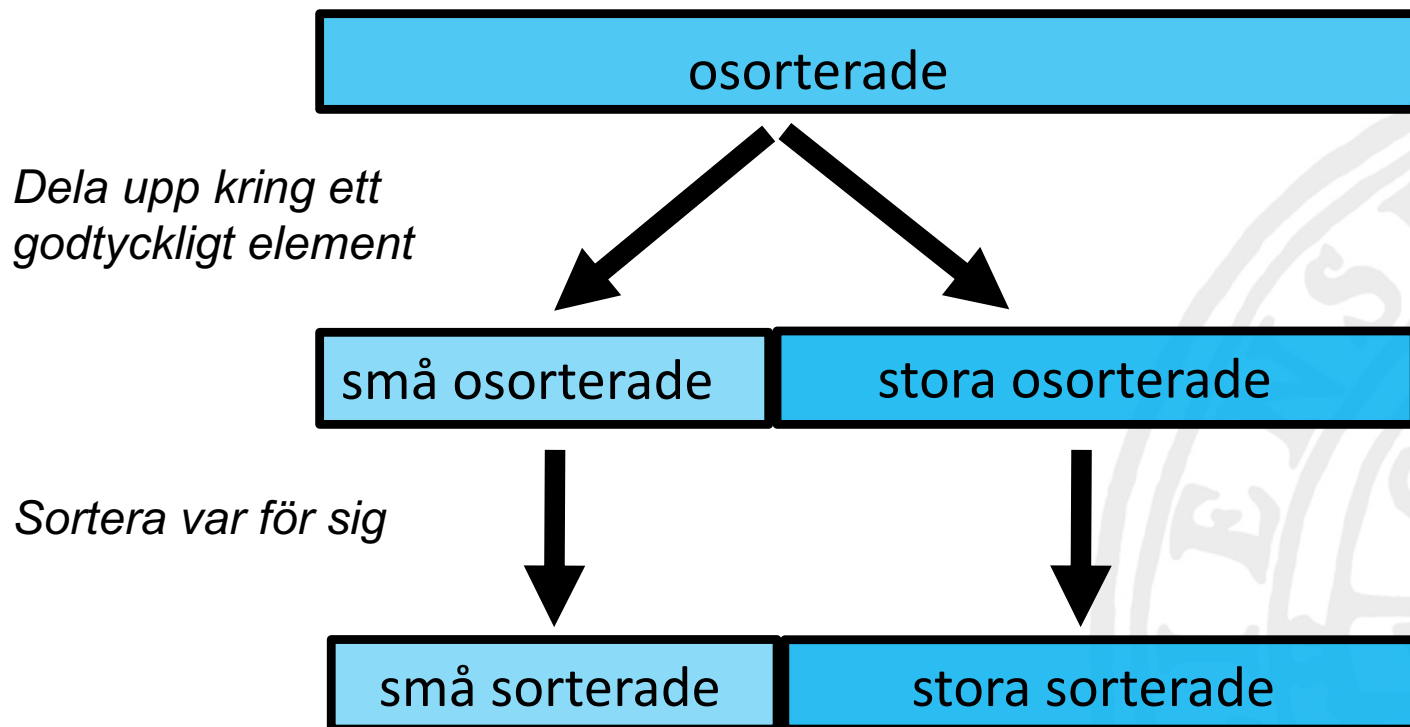 osorterade
Dela upp kring ett
godtyckligt element
små osorterade
stora osorterade
Sortera var för sig
små sorterade
stora sorterade